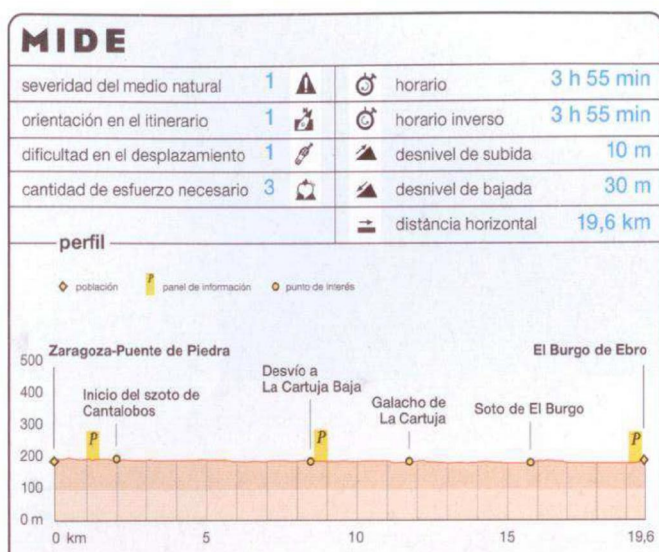 MIDE
severidad del medio natural 1
orientación en el itinerario 1
dificultad en el desplazamiento 1
cantidad de esfuerzo necesario 3
horario 3 h 55 min
horario inverso 3 h 55 min
desnivel de subida 10 m
desnivel de bajada 30 m
distáncia horizontal 19,6 km
perfil
población
P panel de información
punto de interés
Zaragoza-Puente de Piedra
Inicio del szoto de
Cantalobos
Desvío a
La Cartuja Baja
Galacho de
La Cartuja
Soto de El Burgo
El Burgo de Ebro
P
P
P
500
400
300
200
100
0 m
0 km 5 10 15 19,6